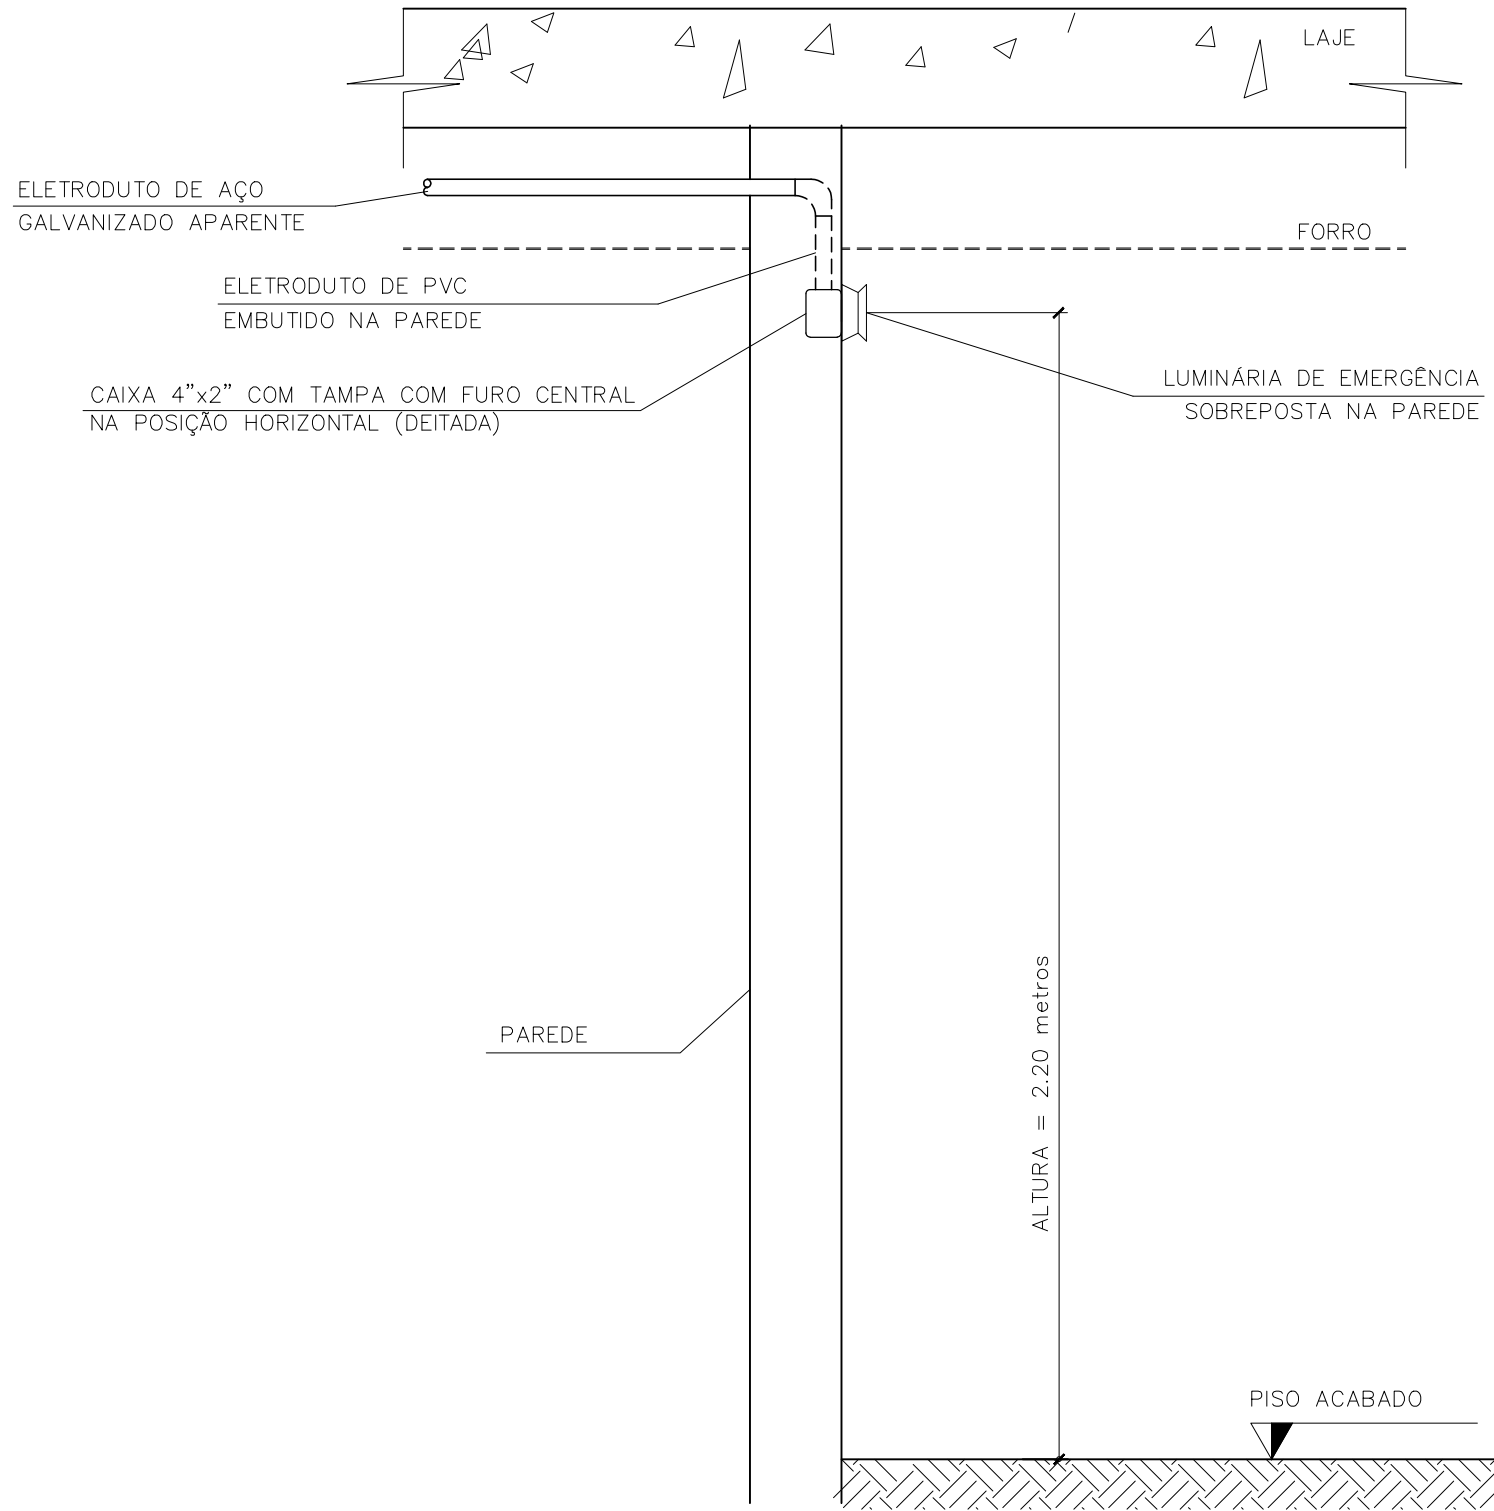 LAJE
ELETRODUTO DE AÇO
GALVANIZADO APARENTE
FORRO
ELETRODUTO DE PVC
EMBUTIDO NA PAREDE
CAIXA 4”x2” COM TAMPA COM FURO CENTRAL
NA POSIÇÃO HORIZONTAL (DEITADA)
LUMINÁRIA DE EMERGÊNCIA
SOBREPOSTA NA PAREDE
PAREDE
ALTURA = 2.20 metros
PISO ACABADO